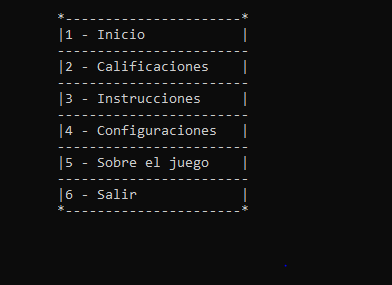 *----------------------*
|1 - Inicio            |
------------------------
|2 - Calificaciones    |
------------------------
|3 - Instrucciones     |
------------------------
|4 - Configuraciones   |
------------------------
|5 - Sobre el juego    |
------------------------
|6 - Salir             |
*----------------------*